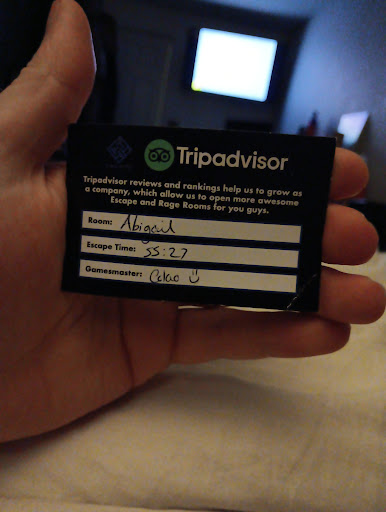 Tripadvisor
Tripadvisor reviews and rankings help us to grow as
a company, which allow us to open more awesome
Escape and Rage Rooms for you guys.
Room: Abigail
Escape Time: 55:27
Gamesmaster: